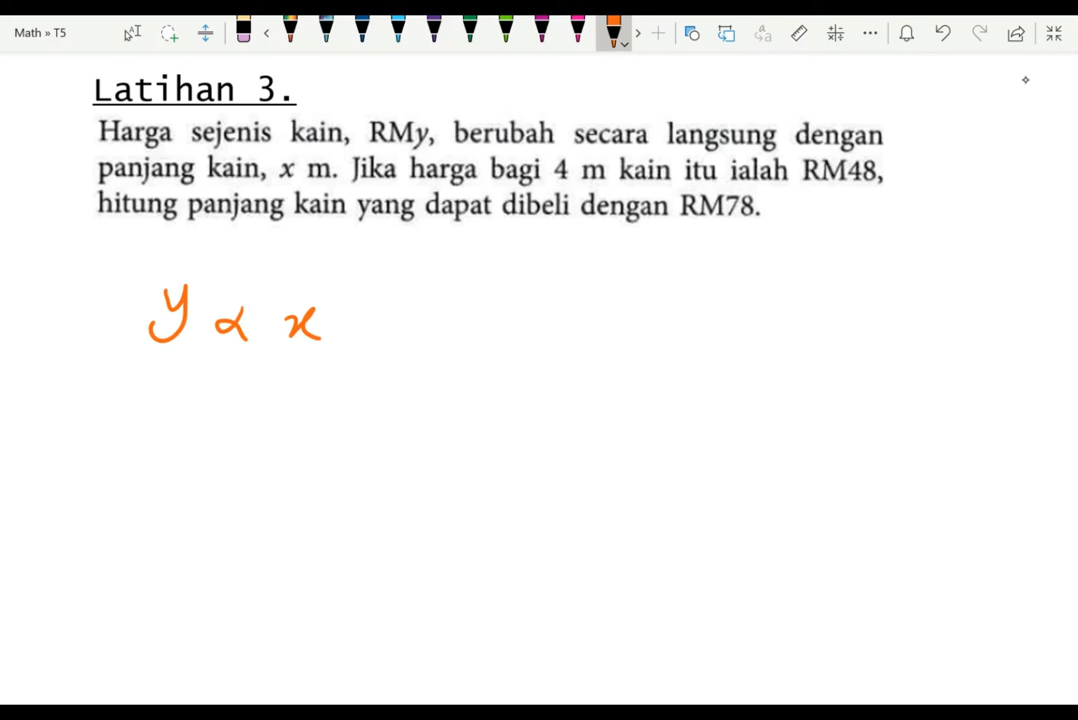 Math » T5
Latihan 3.
Harga sejenis kain, RMy, berubah secara langsung dengan
panjang kain, x m. Jika harga bagi 4 m kain itu ialah RM48,
hitung panjang kain yang dapat dibeli dengan RM78.
y ∝ x